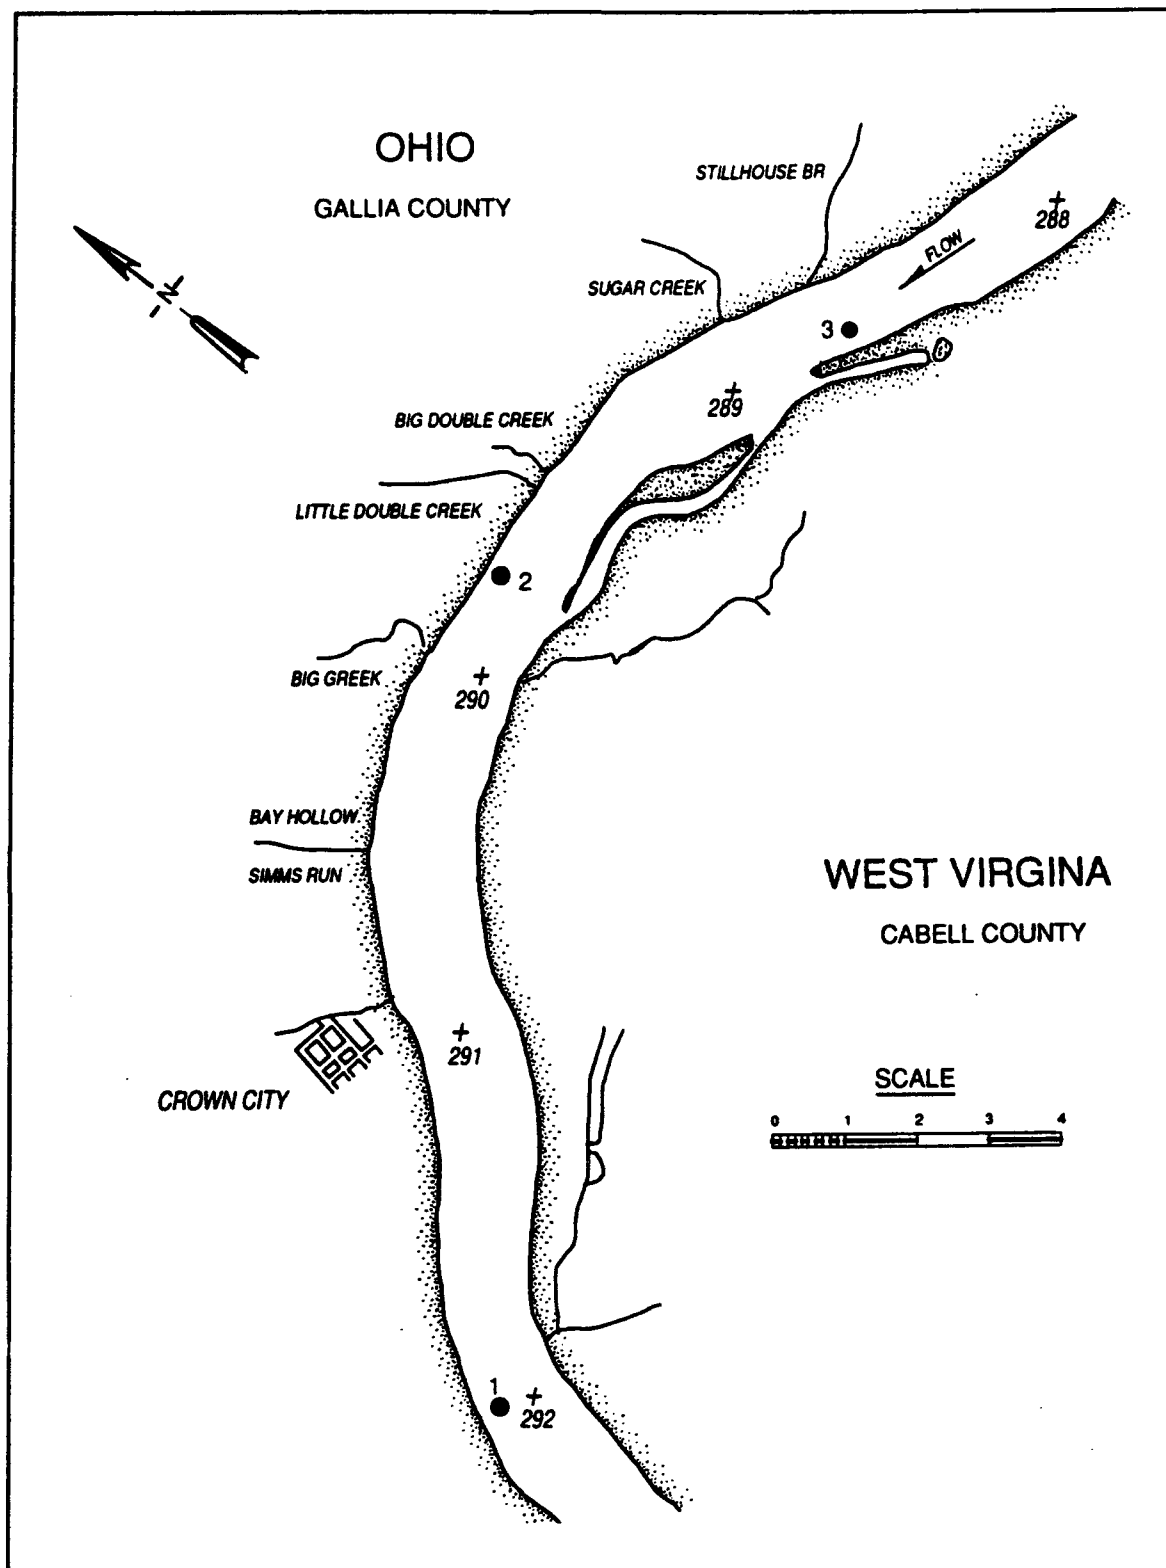 OHIO
GALLIA COUNTY
STILLHOUSE BR
288
FLOW
N
SUGAR CREEK
3
289
BIG DOUBLE CREEK
LITTLE DOUBLE CREEK
2
BIG GREEK
290
BAY HOLLOW
SIMMS RUN
WEST VIRGINA
CABELL COUNTY
291
CROWN CITY
SCALE
0 1 2 3 4
1
292